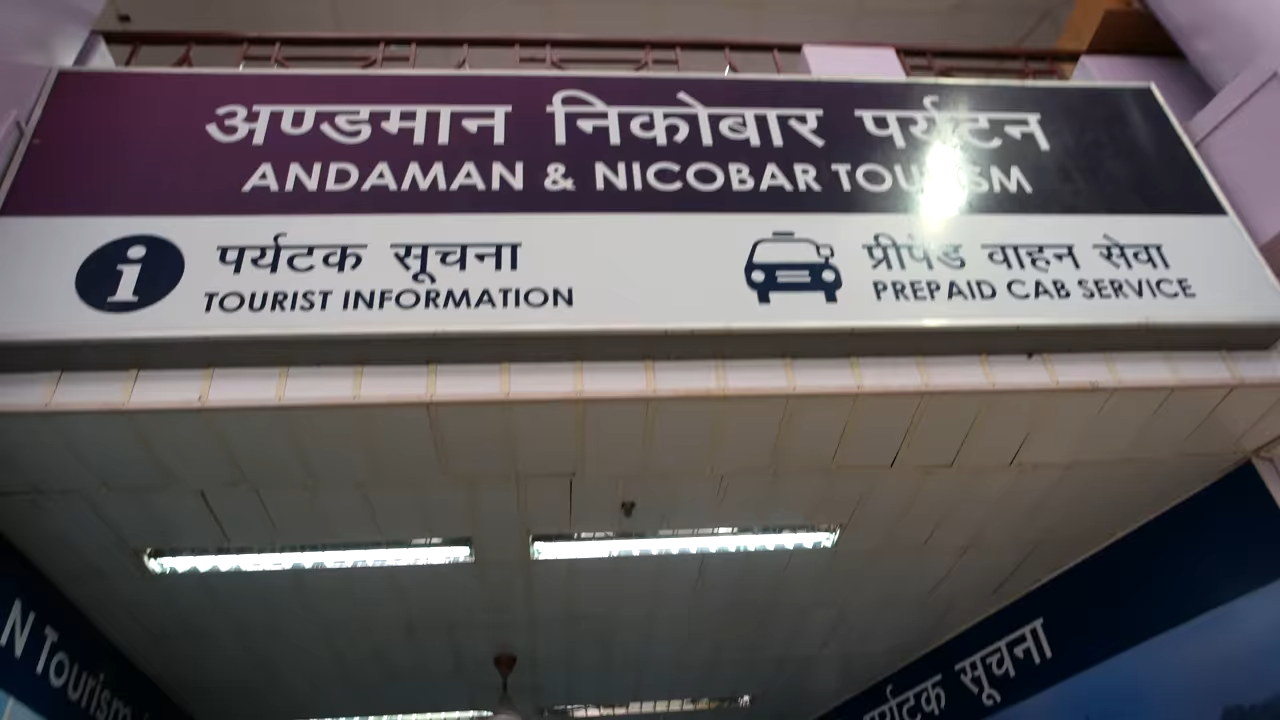 अण्डमान निकोबार पर्यटन
ANDAMAN & NICOBAR TOURISM
i
पर्यटक सूचना
TOURIST INFORMATION
प्रीपेड वाहन सेवा
PREPAID CAB SERVICE
N Tourism
पर्यटक सूचना